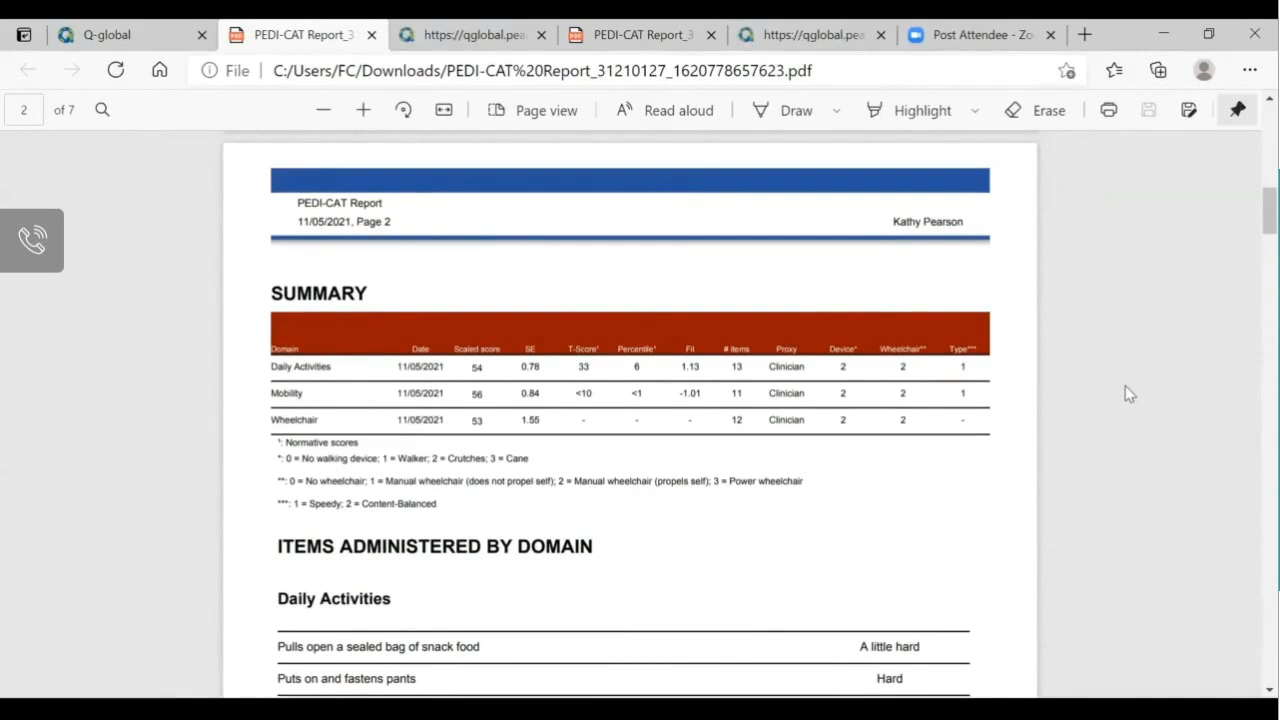 Q-global
PEDI-CAT Report_3
https://qglobal.pea
PEDI-CAT Report_3
https://qglobal.pea
Post Attendee - Zo
File C:/Users/FC/Downloads/PEDI-CAT%20Report_31210127_1620778657623.pdf
2 of 7 Page view Read aloud Draw Highlight Erase
PEDI-CAT Report
11/05/2021, Page 2 Kathy Pearson
SUMMARY
Domain Date Scaled score SE T-Score¹ Percentile¹ Fit # items Proxy Device* Wheelchair** Type***
Daily Activities 11/05/2021 54 0.78 33 6 1.13 13 Clinician 2 2 1
Mobility 11/05/2021 56 0.84 <10 <1 -1.01 11 Clinician 2 2 1
Wheelchair 11/05/2021 53 1.55 - - - 12 Clinician 2 2 -
¹: Normative scores
*: 0 = No walking device; 1 = Walker; 2 = Crutches; 3 = Cane
**: 0 = No wheelchair; 1 = Manual wheelchair (does not propel self); 2 = Manual wheelchair (propels self); 3 = Power wheelchair
***: 1 = Speedy; 2 = Content-Balanced
ITEMS ADMINISTERED BY DOMAIN
Daily Activities
Pulls open a sealed bag of snack food A little hard
Puts on and fastens pants Hard